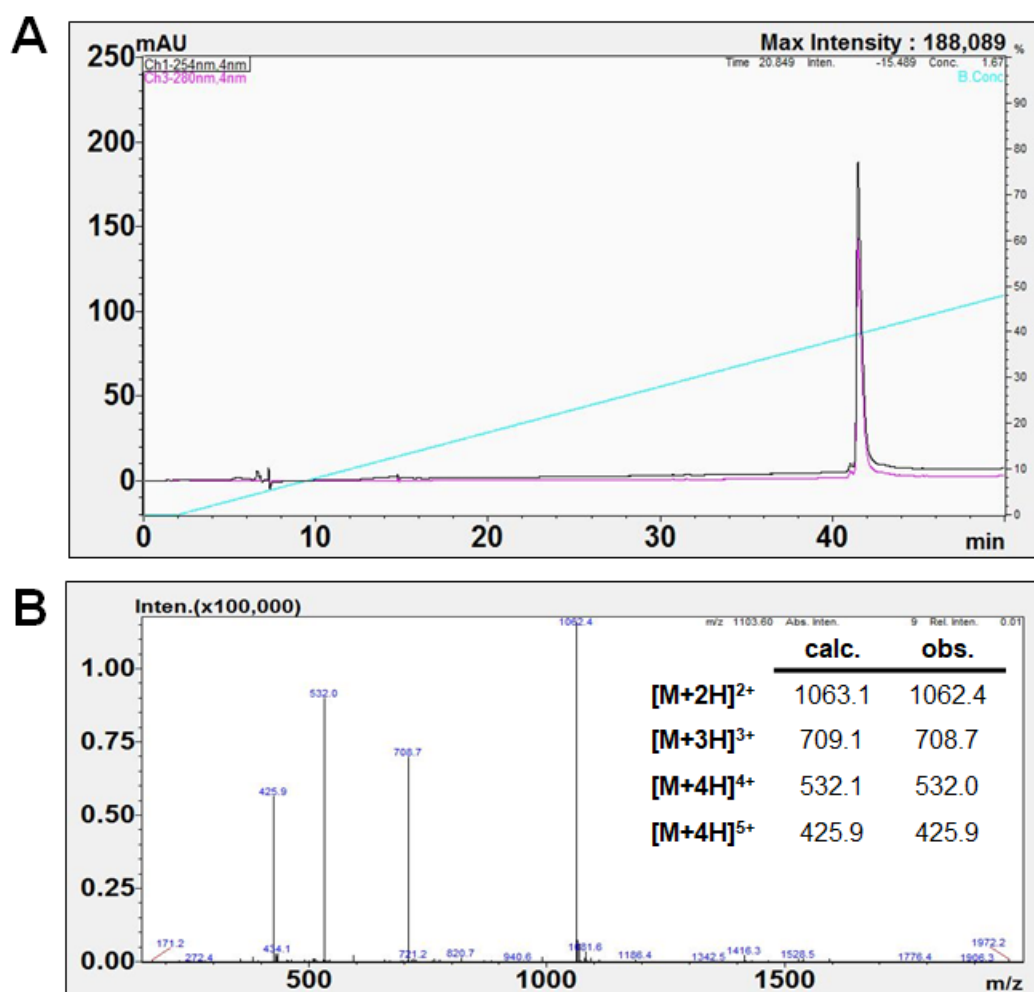 A
mAU
Max Intensity : 188,089
250
Ch1-254nm,4nm
Time 20.849 Inten. -15.489 Conc. 1.67
%
Ch3-280nm,4nm
B.Conc
90
200
80
70
150
60
50
100
40
50
30
20
0
10
0
0 10 20 30 40 min
B
Inten.(x100,000)
1062.4
m/z 1103.60 Abs. Inten. 9 Rel. Inten. 0.01
calc. obs.
1.00
[M+2H]2+ 1063.1 1062.4
532.0
0.75
[M+3H]3+ 709.1 708.7
708.7
[M+4H]4+ 532.1 532.0
425.9
0.50
[M+4H]5+ 425.9 425.9
0.25
171.2 272.4 434.1 721.2 820.7 940.6 1081.6 1186.4 1342.5 1416.3 1528.5 1776.4 1906.3 1972.2
0.00
500 1000 1500 m/z